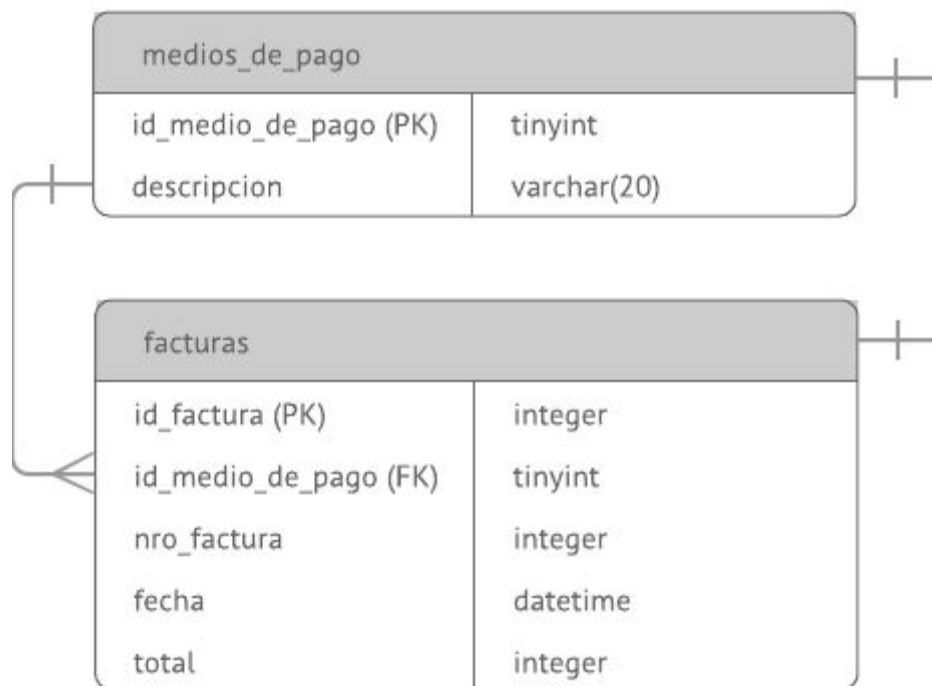 medios_de_pago
id_medio_de_pago (PK) tinyint
descripcion varchar(20)
facturas
id_factura (PK) integer
id_medio_de_pago (FK) tinyint
nro_factura integer
fecha datetime
total integer